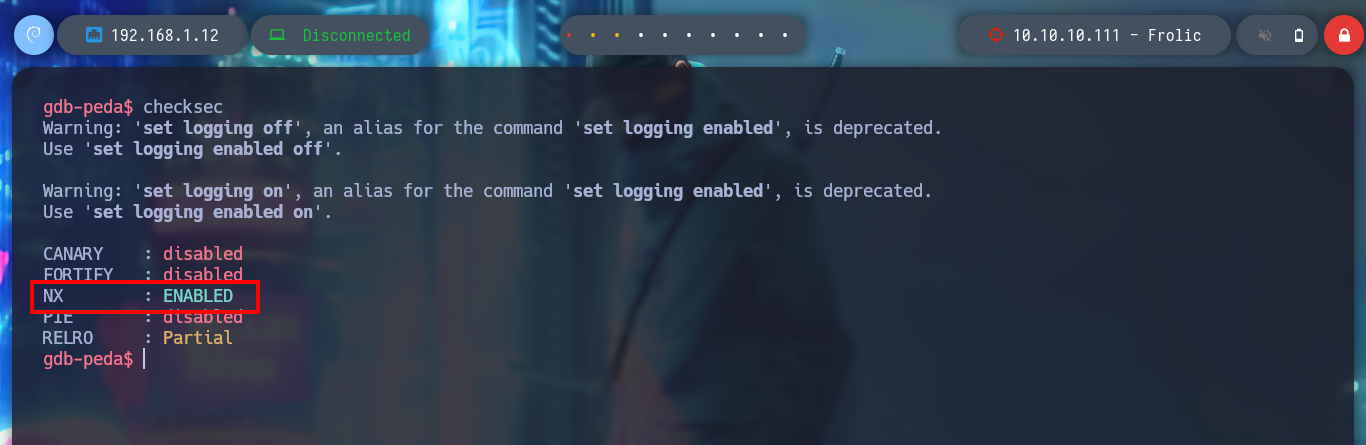 192.168.1.12 Disconnected 10.10.10.111 - Frolic
gdb-peda$ checksec
Warning: 'set logging off', an alias for the command 'set logging enabled', is deprecated.
Use 'set logging enabled off'.
Warning: 'set logging on', an alias for the command 'set logging enabled', is deprecated.
Use 'set logging enabled on'.
CANARY : disabled
FORTIFY : disabled
NX : ENABLED
PIE : disabled
RELRO : Partial
gdb-peda$